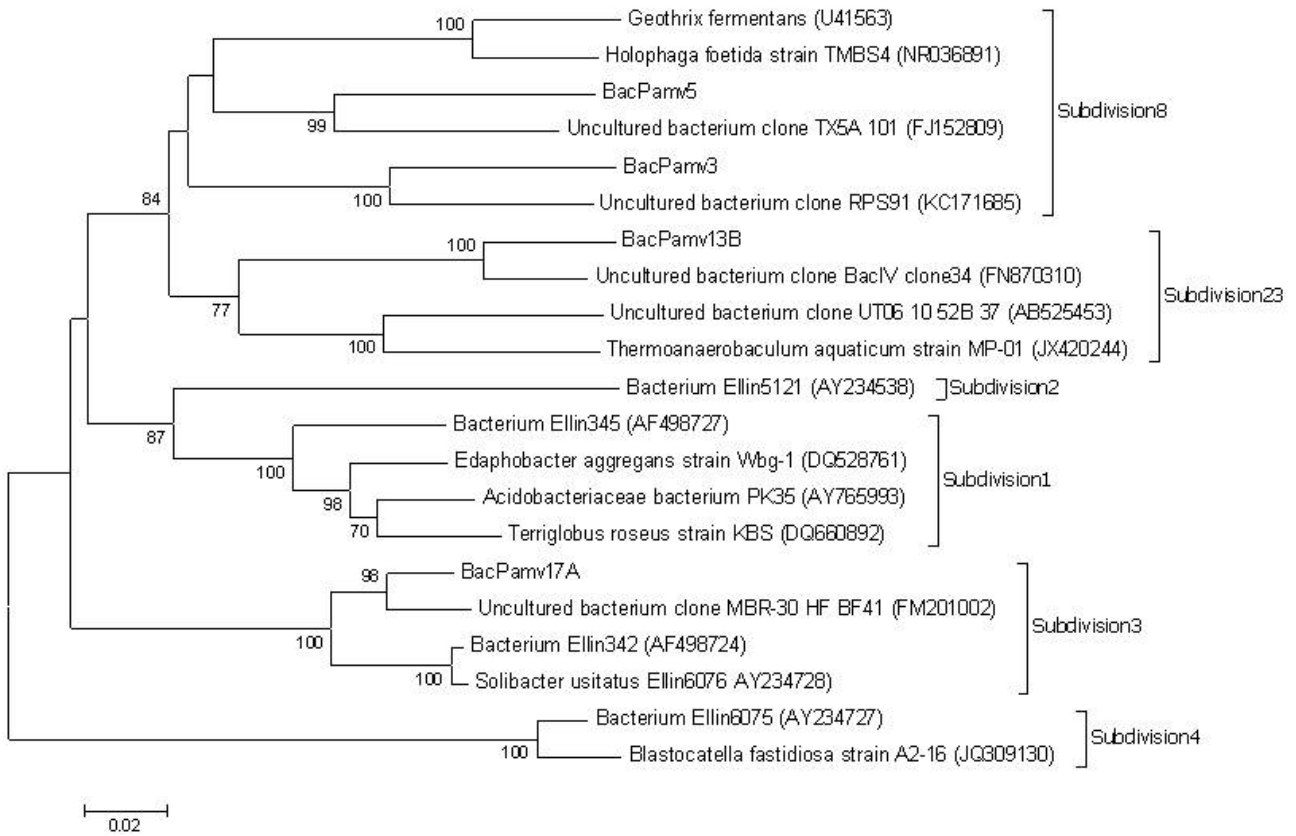 Geothrix fermentans (U41563)
100
Holophaga foetida strain TMBS4 (NR036891)
BacPamv5
Subdivision8
99
Uncultured bacterium clone TX5A 101 (FJ152809)
BacPamv3
84
100
Uncultured bacterium clone RPS91 (KC171685)
BacPamv13B
100
Uncultured bacterium clone BacIV clone34 (FN870310)
Subdivision23
77
Uncultured bacterium clone UT06 10 52B 37 (AB525453)
100
Thermoanaerobaculum aquaticum strain MP-01 (JX420244)
Bacterium Ellin5121 (AY234538)
Subdivision2
87
Bacterium Ellin345 (AF498727)
100
Edaphobacter aggregans strain Wbg-1 (DQ528761)
Subdivision1
98
Acidobacteriaceae bacterium PK35 (AY765993)
70
Terriglobus roseus strain KBS (DQ660892)
BacPamv17A
98
Uncultured bacterium clone MBR-30 HF BF41 (FM201002)
Subdivision3
100
Bacterium Ellin342 (AF498724)
100
Solibacter usitatus Ellin6076 AY234728)
Bacterium Ellin6075 (AY234727)
Subdivision4
100
Blastocatella fastidiosa strain A2-16 (JQ309130)
0.02